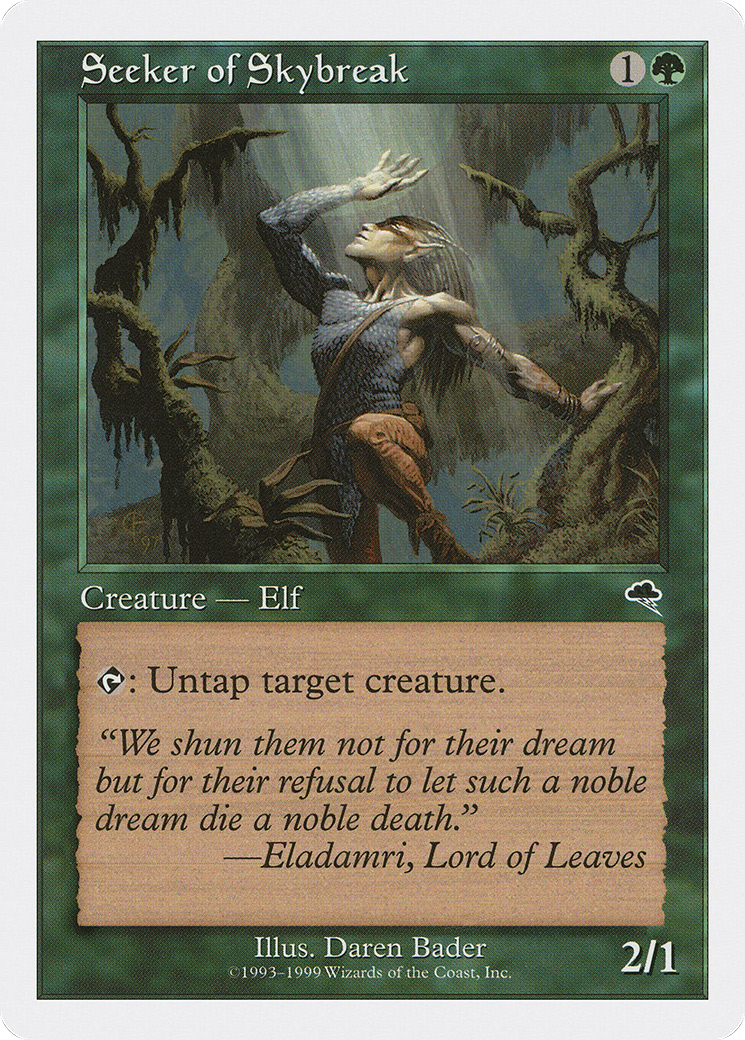 Seeker of Skybreak
1
Creature — Elf
: Untap target creature.
“We shun them not for their dream
but for their refusal to let such a noble
dream die a noble death.”
—Eladamri, Lord of Leaves
Illus. Daren Bader
©1993–1999 Wizards of the Coast, Inc.
2/1